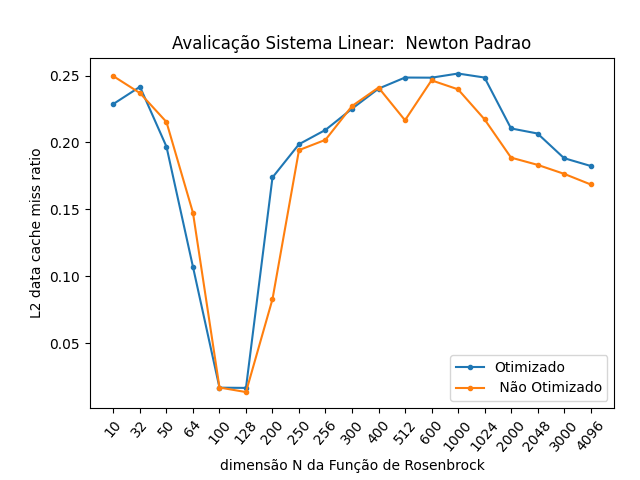 Avalicação Sistema Linear:  Newton Padrao
L2 data cache miss ratio
0.25
0.20
0.15
0.10
0.05
Otimizado
Não Otimizado
10 32 50 64 100 128 200 250 256 300 400 512 600 1000 1024 2000 2048 3000 4096
dimensão N da Função de Rosenbrock